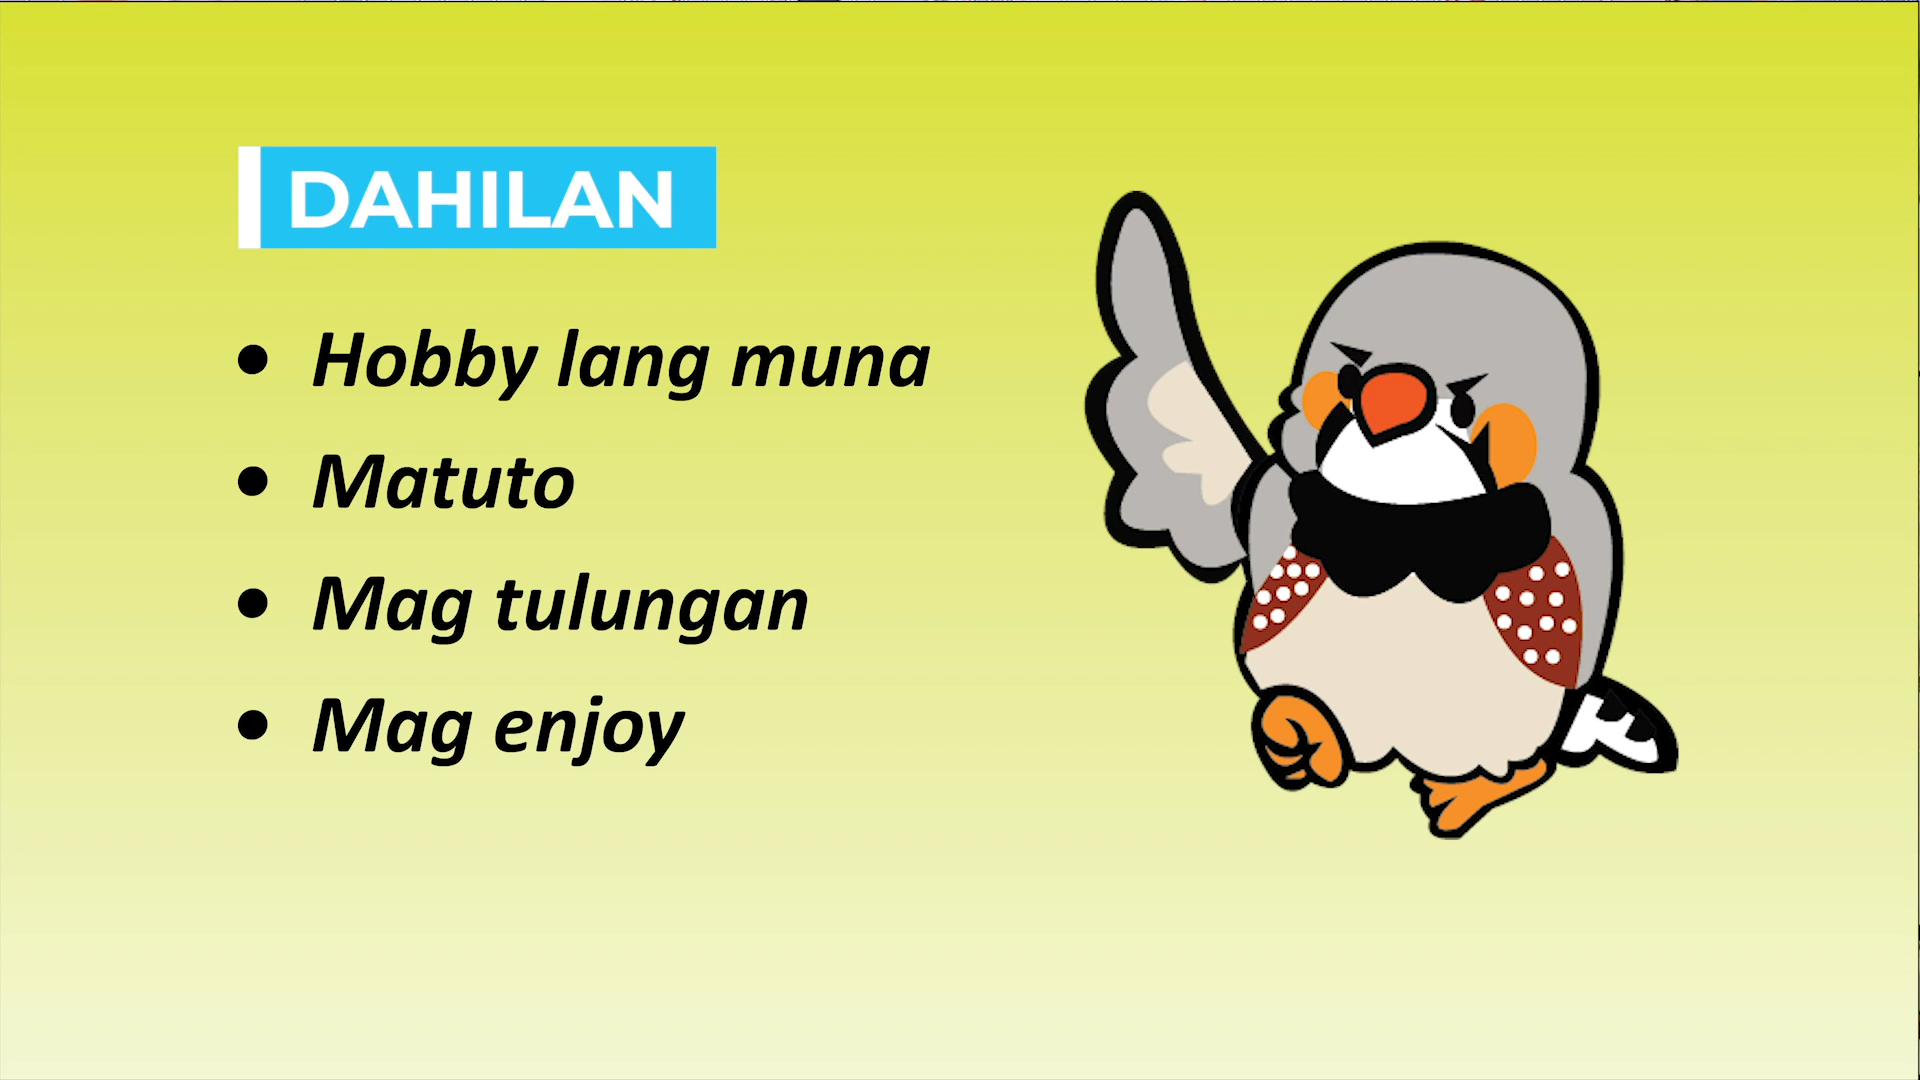 DAHILAN
• Hobby lang muna
• Matuto
• Mag tulungan
• Mag enjoy